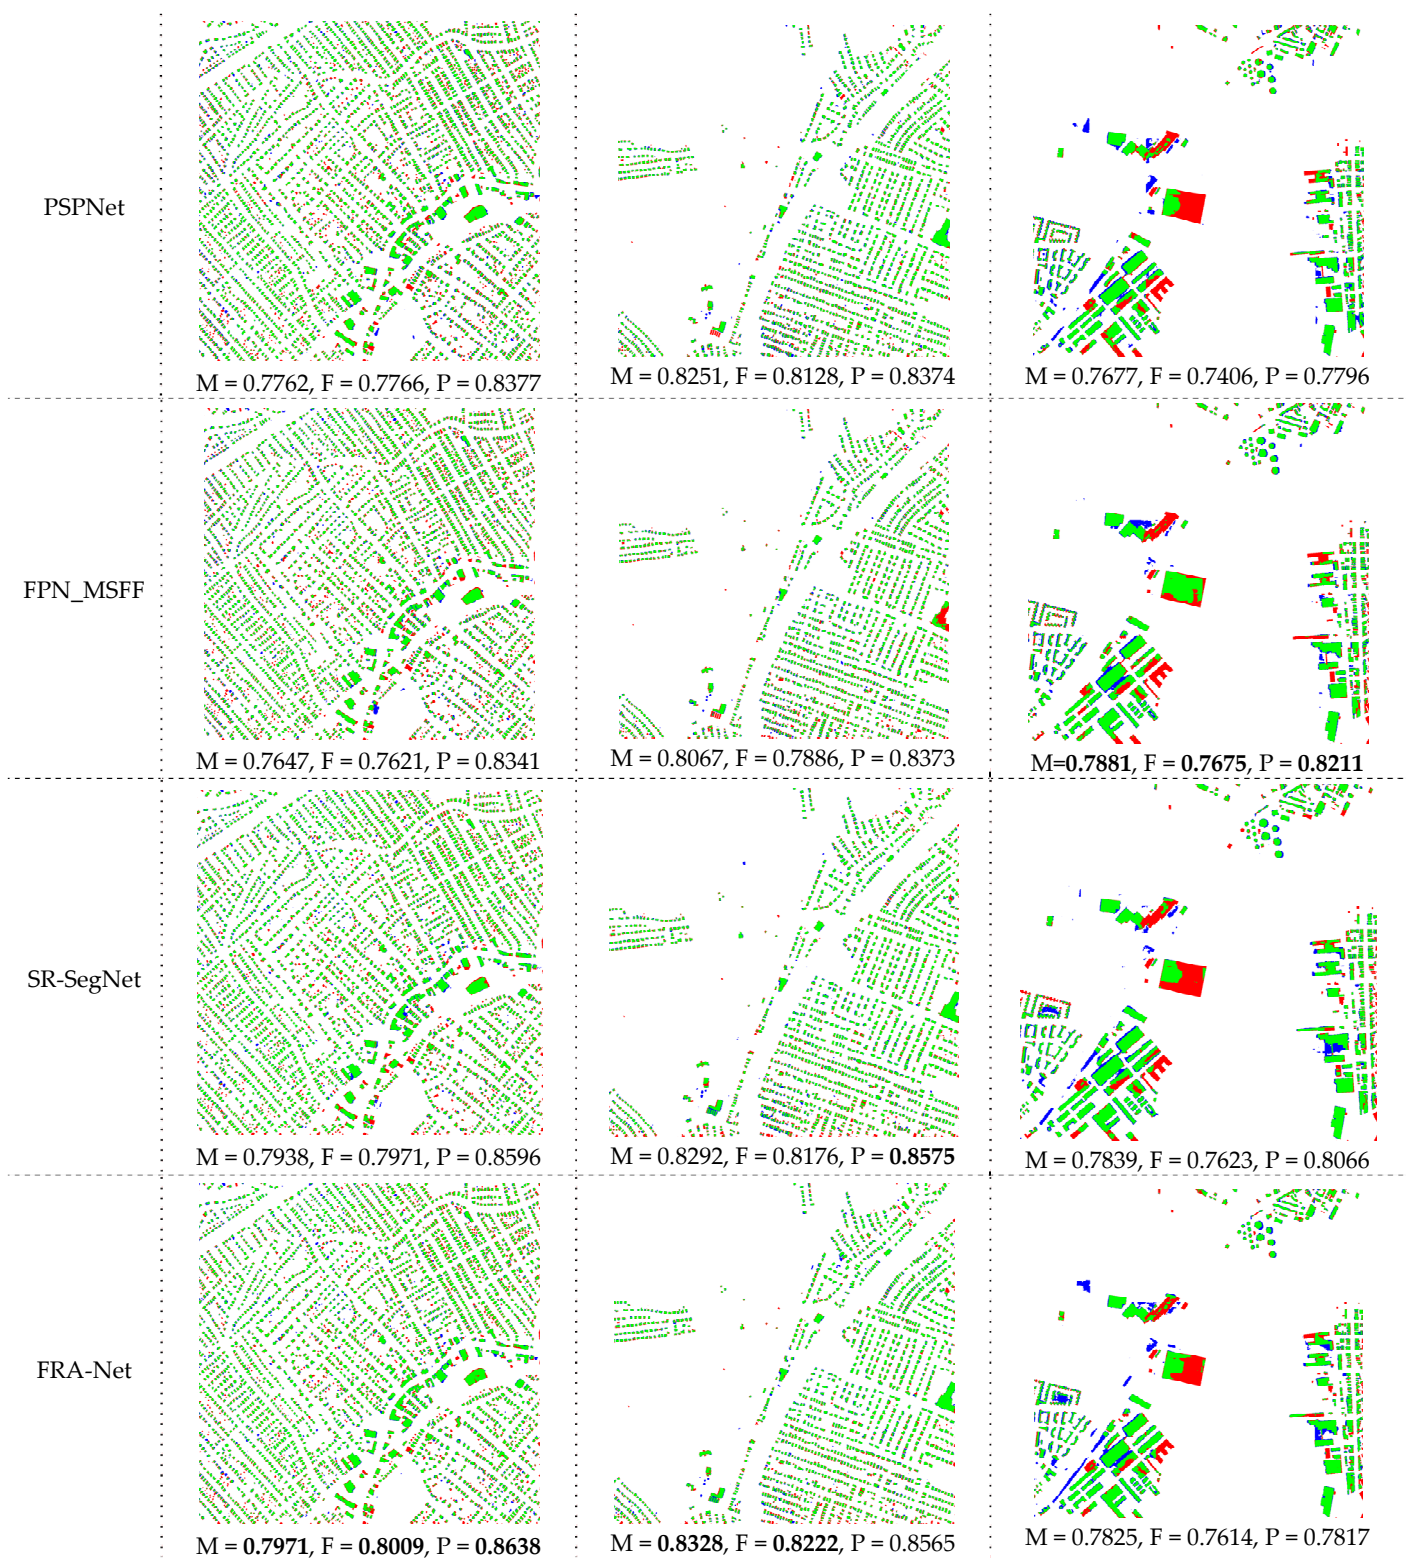 PSPNet
M = 0.7762, F = 0.7766, P = 0.8377
M = 0.8251, F = 0.8128, P = 0.8374
M = 0.7677, F = 0.7406, P = 0.7796
FPN_MSFF
M = 0.7647, F = 0.7621, P = 0.8341
M = 0.8067, F = 0.7886, P = 0.8373
M=0.7881, F = 0.7675, P = 0.8211
SR-SegNet
M = 0.7938, F = 0.7971, P = 0.8596
M = 0.8292, F = 0.8176, P = 0.8575
M = 0.7839, F = 0.7623, P = 0.8066
FRA-Net
M = 0.7971, F = 0.8009, P = 0.8638
M = 0.8328, F = 0.8222, P = 0.8565
M = 0.7825, F = 0.7614, P = 0.7817